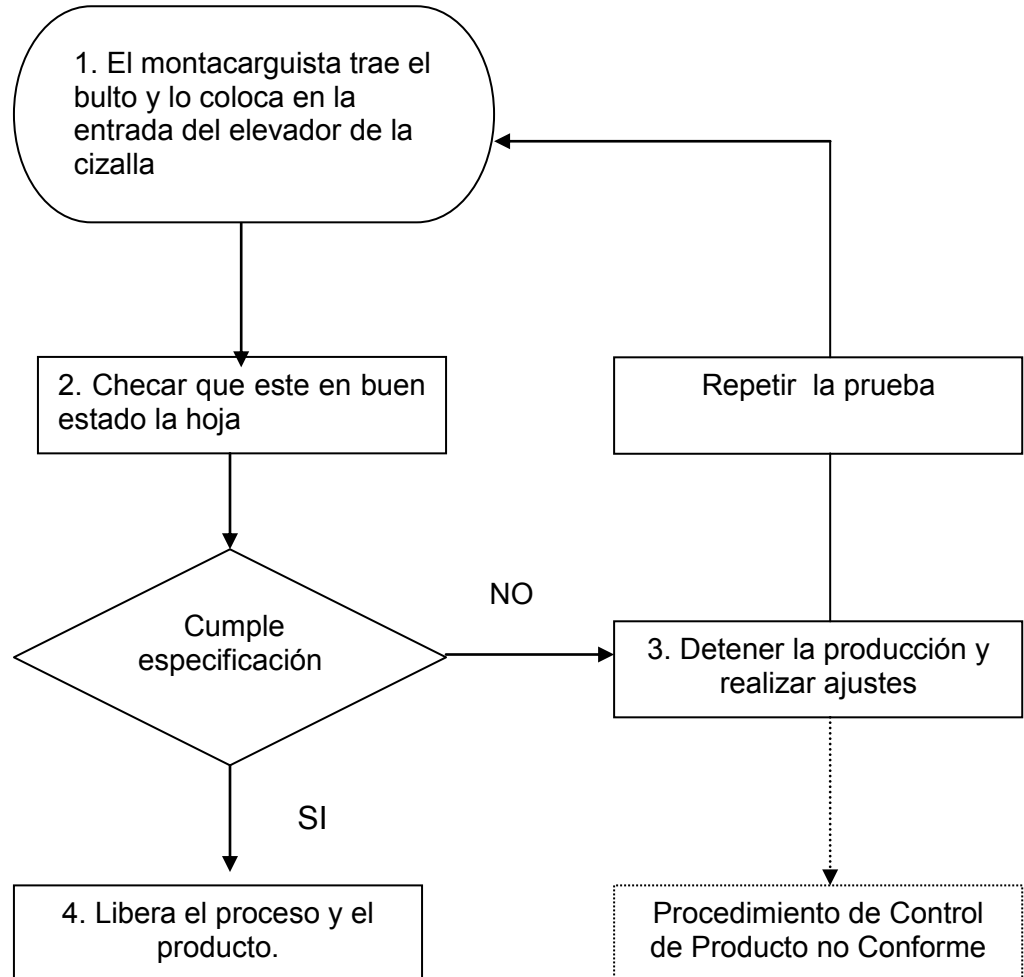 1. El montacarguista trae el
bulto y lo coloca en la
entrada del elevador de la
cizalla
2. Checar que este en buen
estado la hoja
Repetir la prueba
Cumple
especificación
NO
3. Detener la producción y
realizar ajustes
SI
4. Libera el proceso y el
producto.
Procedimiento de Control
de Producto no Conforme